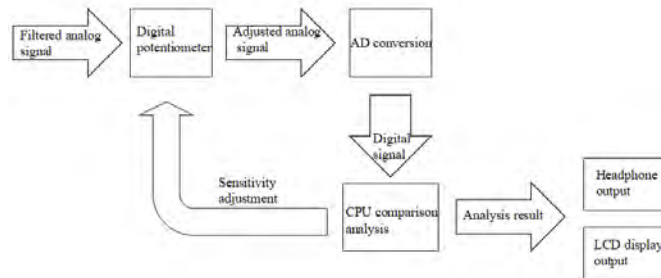 Filtered analog
signal
Digital
potentiometer
Adjusted analog
signal
AD conversion
Digital
signal
Sensitivity
adjustment
CPU comparison
analysis
Analysis result
Headphone
output
LCD display
output